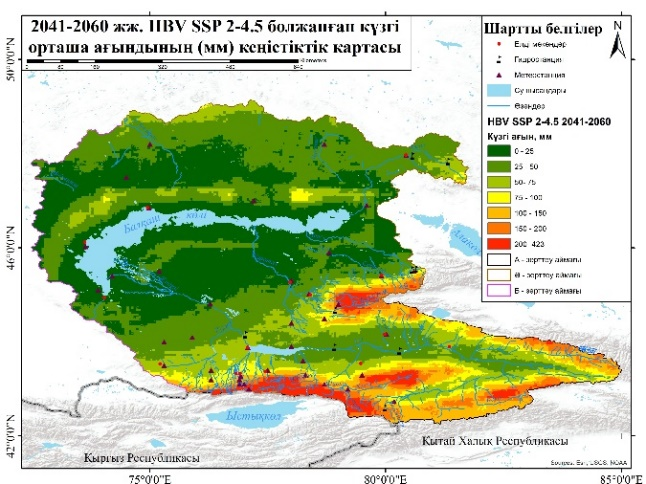 2041-2060 жж. HBV SSP 2-4.5 болжанған күзгі
орташа ағындының (мм) кеңістіктік картасы
Шартты белгілер
N
Елді мекендер
Гидростанция
Метеостанция
Су нысандары
Өзендер
HBV SSP 2-4.5 2041-2060
Күзгі ағын, мм
0 - 25
25 - 50
50 - 75
75 - 100
100 - 150
150 - 200
200 - 423
А - зерттеу аймағы
Ә - зерттеу аймағы
Б - зерттеу аймағы
50°0'0"N
46°0'0"N
42°0'0"N
Балқаш көлі
Алакөл
Ыстықкөл
Қырғыз Республикасы
Қытай Халық Республикасы
Sources: Esri, USGS, NOAA
75°0'0"E
80°0'0"E
85°0'0"E